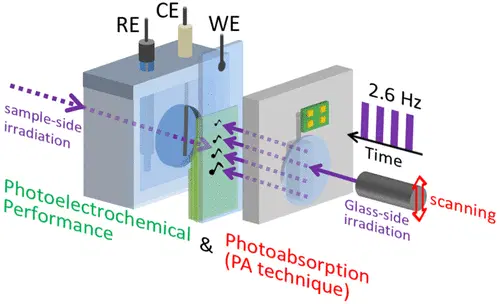 RE
CE
WE
2.6 Hz
Time
sample-side
irradiation
Glass-side
irradiation
scanning
Photoelectrochemical
Performance
&
Photoabsorption
(PA technique)